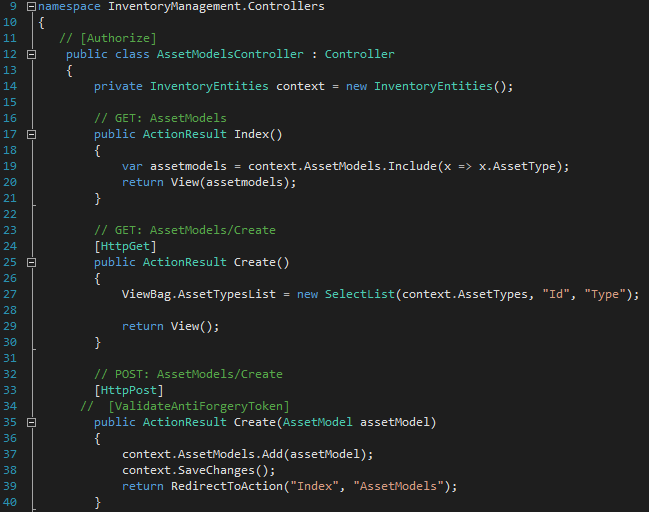 9 namespace InventoryManagement.Controllers
10 {
11 // [Authorize]
12 public class AssetModelsController : Controller
13 {
14 private InventoryEntities context = new InventoryEntities();
15
16 // GET: AssetModels
17 public ActionResult Index()
18 {
19 var assetmodels = context.AssetModels.Include(x => x.AssetType);
20 return View(assetmodels);
21 }
22
23 // GET: AssetModels/Create
24 [HttpGet]
25 public ActionResult Create()
26 {
27 ViewBag.AssetTypesList = new SelectList(context.AssetTypes, "Id", "Type");
28
29 return View();
30 }
31
32 // POST: AssetModels/Create
33 [HttpPost]
34 // [ValidateAntiForgeryToken]
35 public ActionResult Create(AssetModel assetModel)
36 {
37 context.AssetModels.Add(assetModel);
38 context.SaveChanges();
39 return RedirectToAction("Index", "AssetModels");
40 }